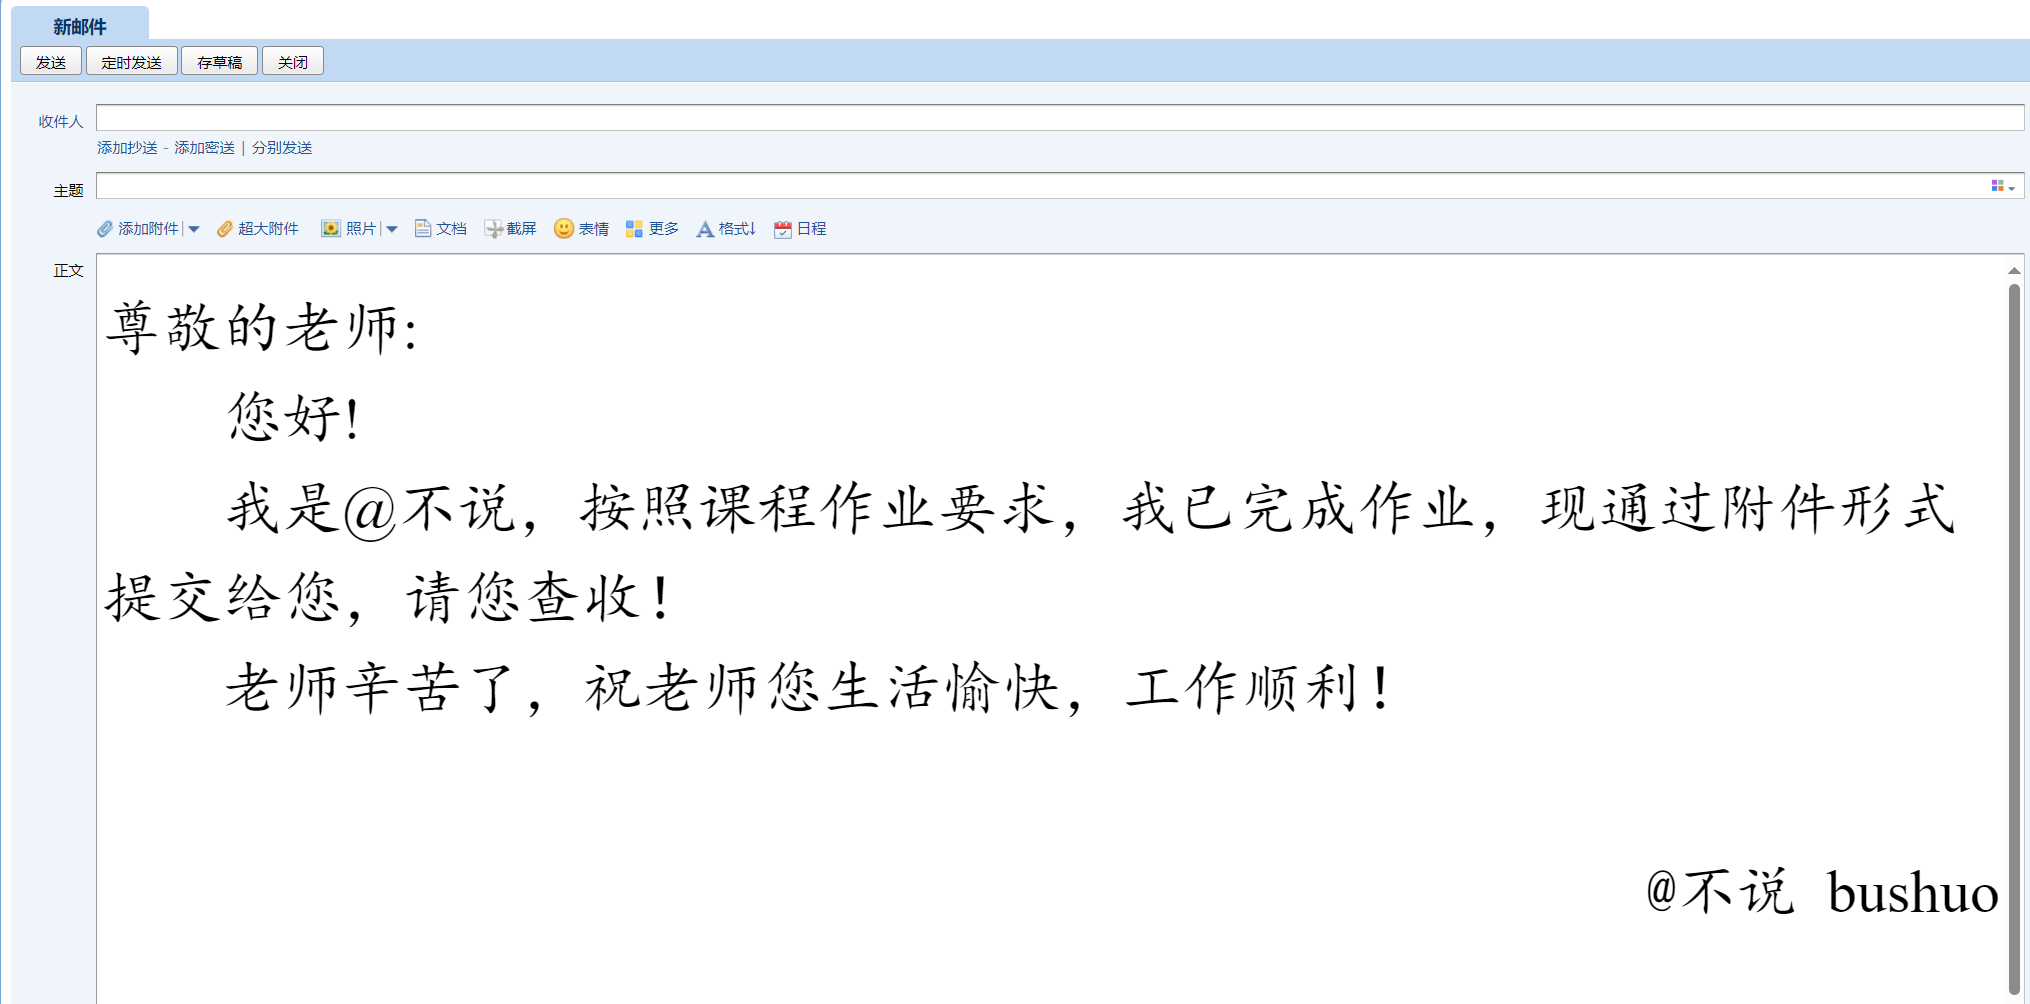 新邮件
发送 定时发送 存草稿 关闭
收件人
添加抄送 - 添加密送 | 分别发送
主题
添加附件 | 超大附件 照片 | 文档 截屏 表情 更多 格式↓ 日程
正文
尊敬的老师:
您好!
我是@不说，按照课程作业要求，我已完成作业，现通过附件形式
提交给您，请您查收！
老师辛苦了，祝老师您生活愉快，工作顺利！
@不说 bushuo